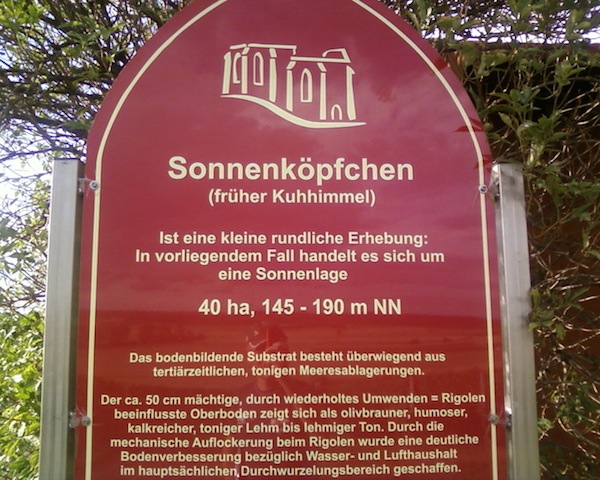 Sonnenköpfchen
(früher Kuhhimmel)
Ist eine kleine rundliche Erhebung:
In vorliegendem Fall handelt es sich um
eine Sonnenlage
40 ha, 145 - 190 m NN
Das bodenbildende Substrat besteht überwiegend aus
tertiärzeitlichen, tonigen Meeresablagerungen.
Der ca. 50 cm mächtige, durch wiederholtes Umwenden = Rigolen
beeinflusste Oberboden zeigt sich als olivbrauner, humoser,
kalkreicher, toniger Lehm bis lehmiger Ton. Durch die
mechanische Auflockerung beim Rigolen wurde eine deutliche
Bodenverbesserung bezüglich Wasser- und Lufthaushalt
im hauptsächlichen Durchwurzelungsbereich geschaffen.